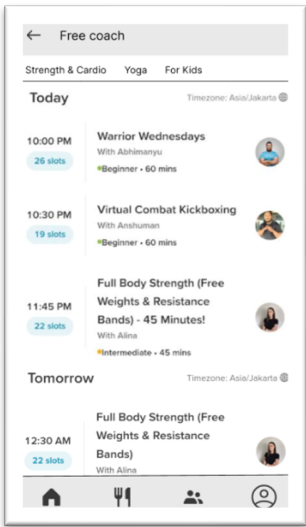 Free coach
Strength & Cardio Yoga For Kids
Today Timezone: Asia/Jakarta
10:00 PM
26 slots
Warrior Wednesdays
With Abhimanyu
Beginner • 60 mins
10:30 PM
19 slots
Virtual Combat Kickboxing
With Anshuman
Beginner • 60 mins
11:45 PM
22 slots
Full Body Strength (Free
Weights & Resistance
Bands) - 45 Minutes!
With Alina
Intermediate • 45 mins
Tomorrow Timezone: Asia/Jakarta
12:30 AM
22 slots
Full Body Strength (Free
Weights & Resistance
Bands)
With Alina